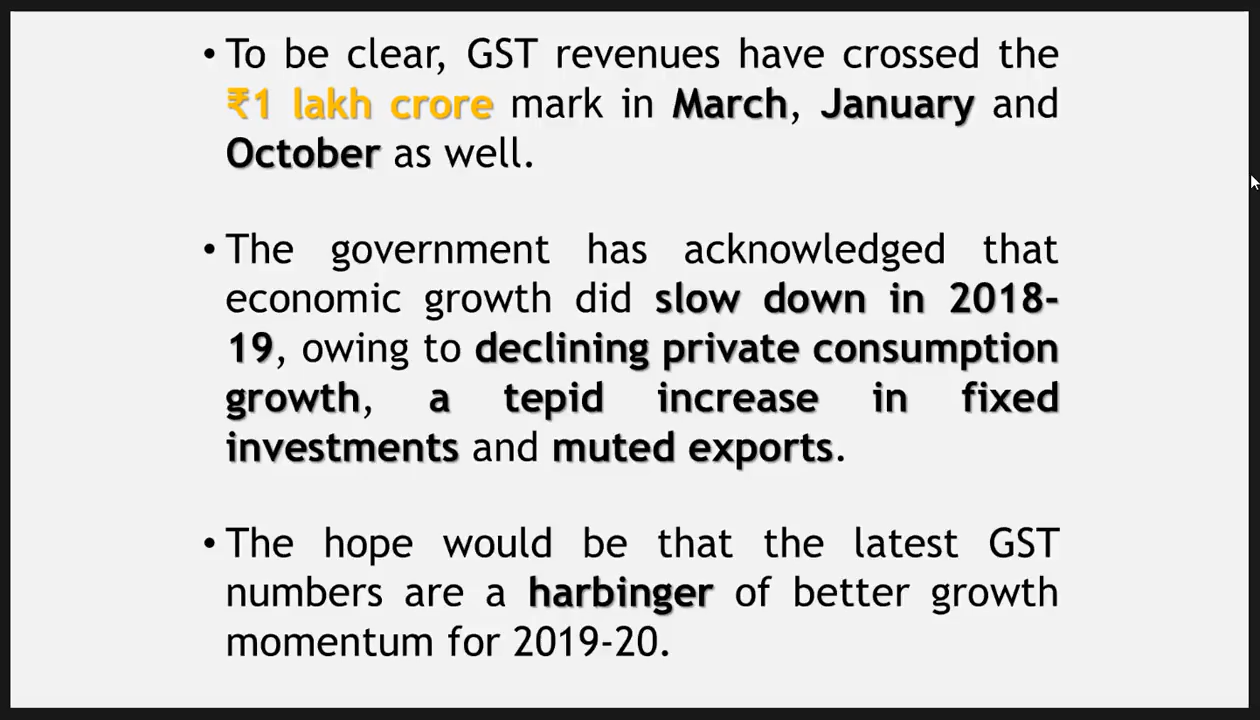 • To be clear, GST revenues have crossed the
₹1 lakh crore mark in March, January and
October as well.
• The government has acknowledged that
economic growth did slow down in 2018-
19, owing to declining private consumption
growth, a tepid increase in fixed
investments and muted exports.
• The hope would be that the latest GST
numbers are a harbinger of better growth
momentum for 2019-20.